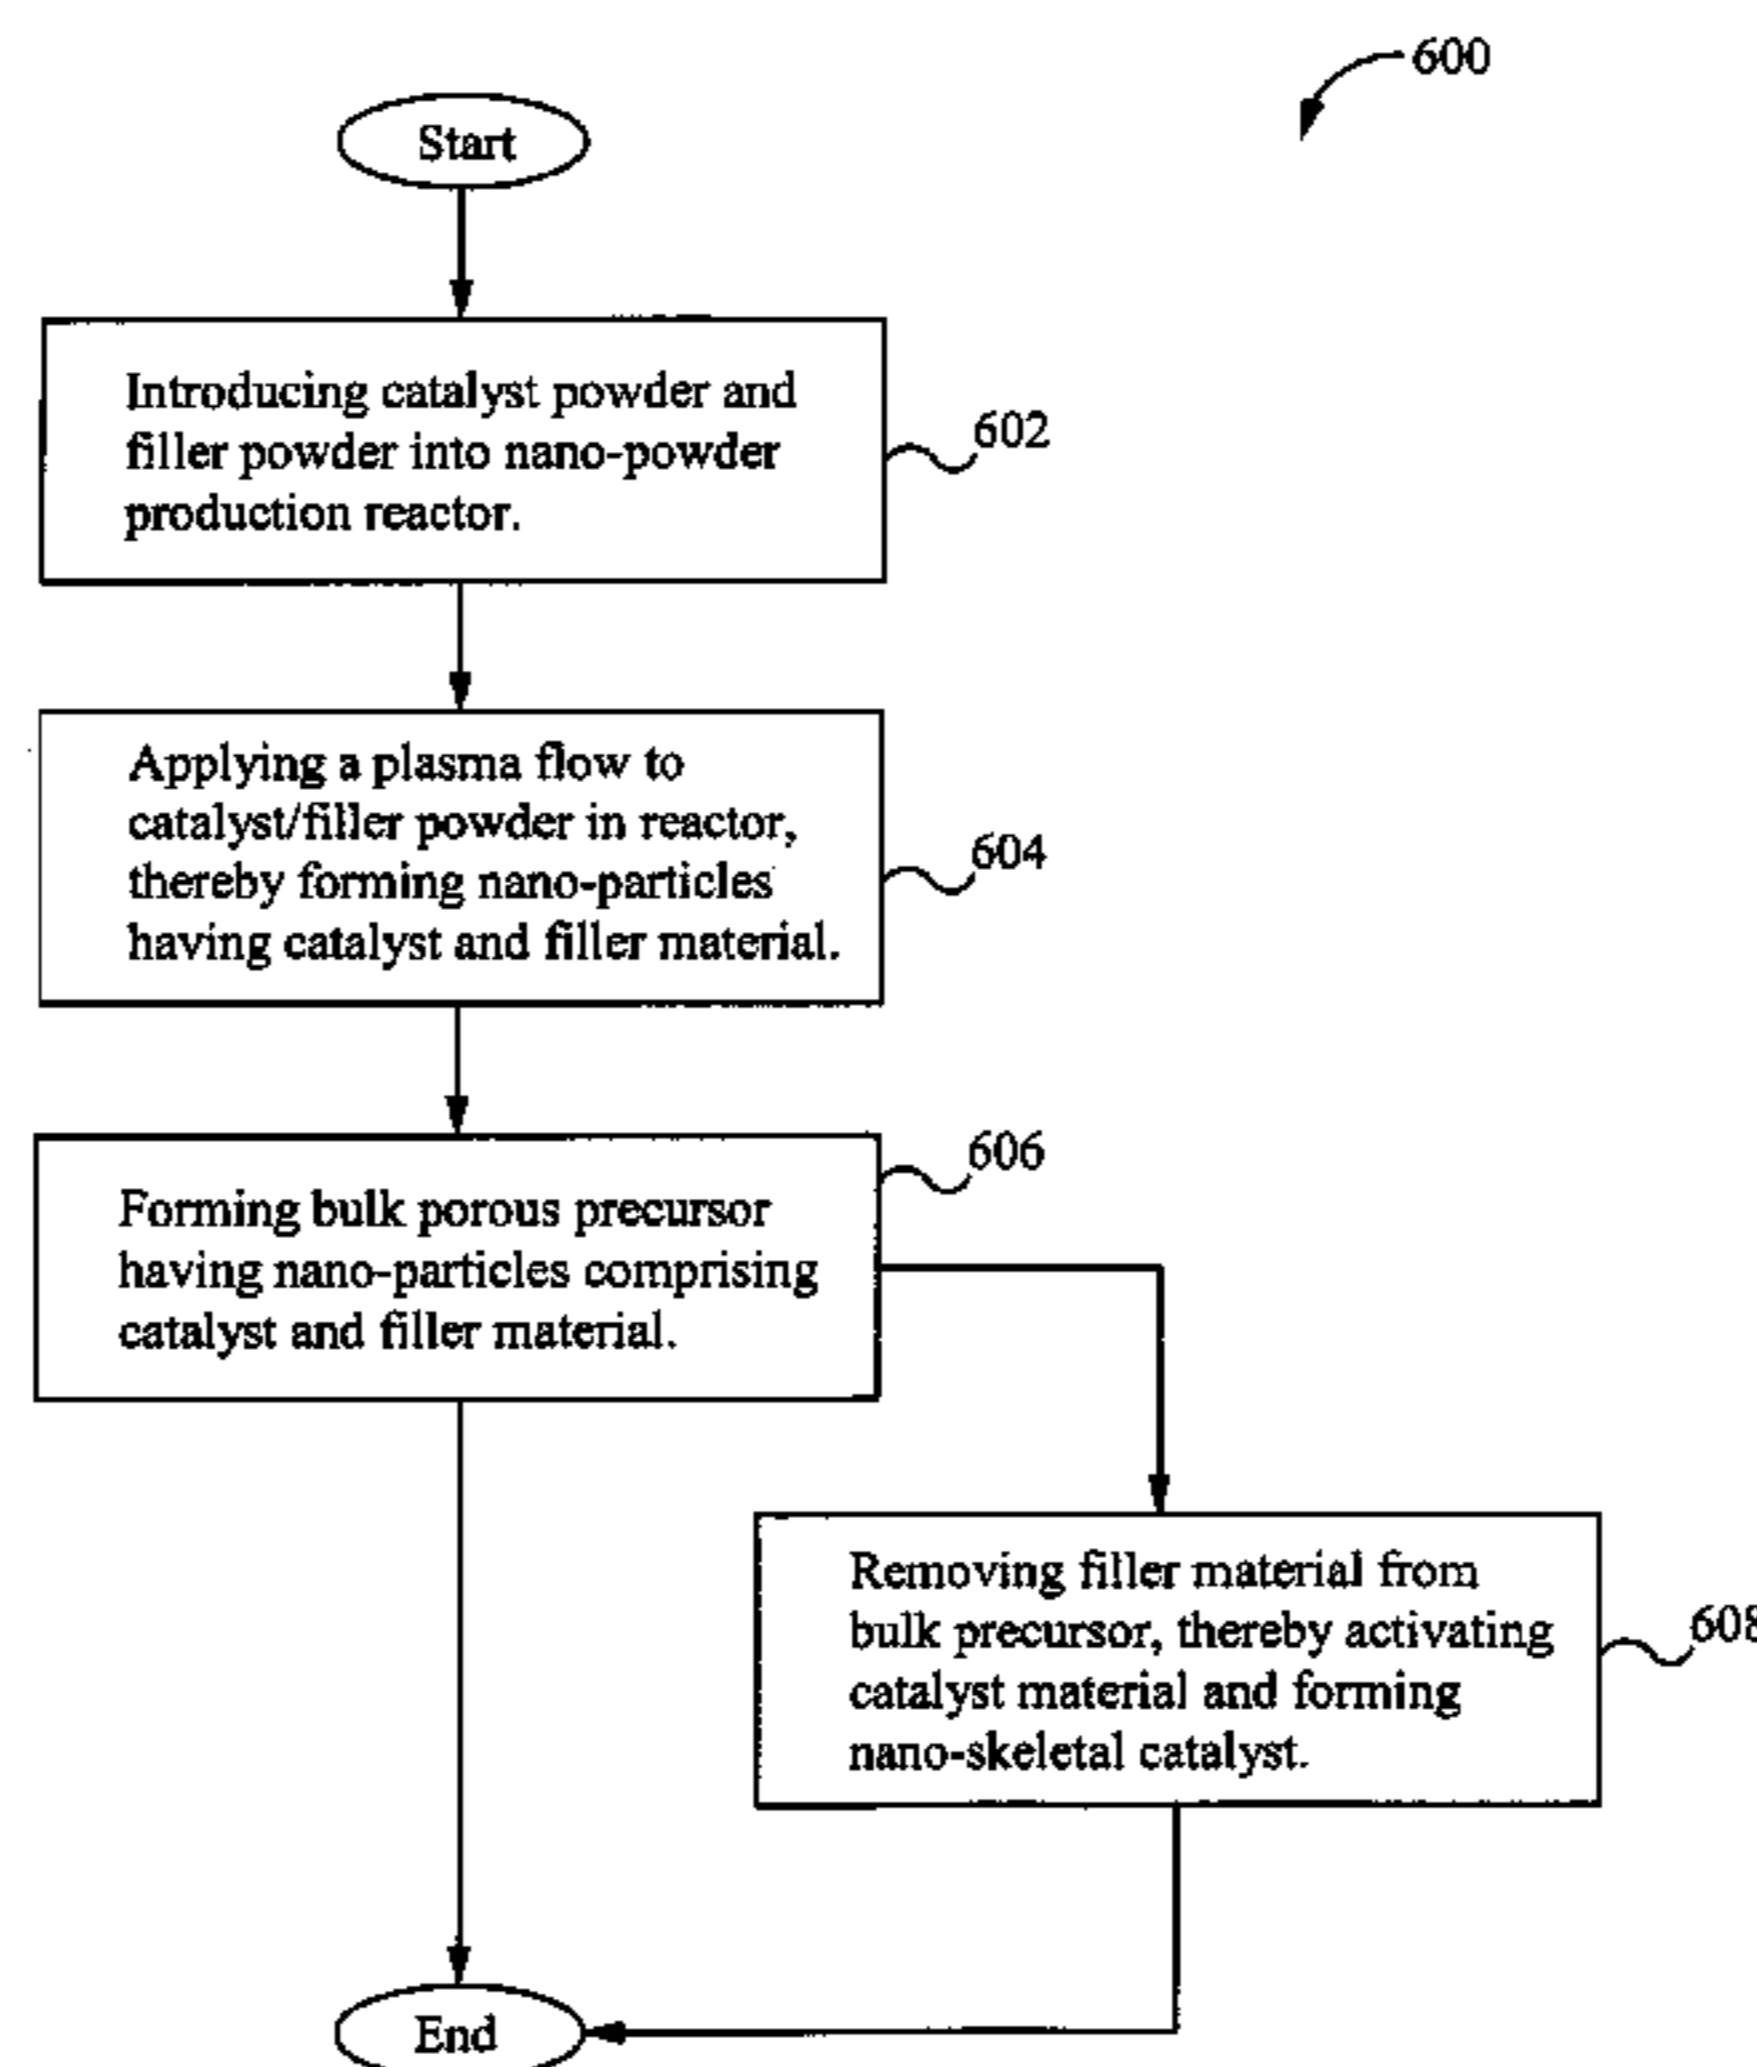 600
Start
Introducing catalyst powder and
filler powder into nano-powder
production reactor.
602
Applying a plasma flow to
catalyst/filler powder in reactor,
thereby forming nano-particles
having catalyst and filler material.
604
Forming bulk porous precursor
having nano-particles comprising
catalyst and filler material.
606
Removing filler material from
bulk precursor, thereby activating
catalyst material and forming
nano-skeletal catalyst.
608
End